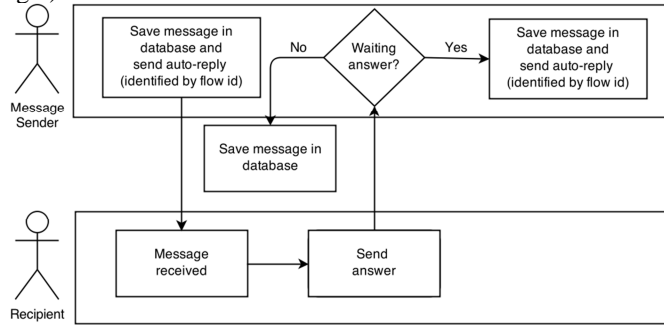 Save message in
database and
send auto-reply
(identified by flow id)
No
Waiting
answer?
Yes
Save message in
database and
send auto-reply
(identified by flow id)
Message
Sender
Save message in
database
Message
received
Send
answer
Recipient